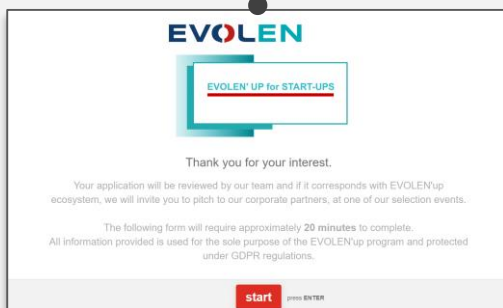 EVOLEN
EVOLEN' UP for START-UPS
Thank you for your interest.
Your application will be reviewed by our team and if it corresponds with EVOLEN'up
ecosystem, we will invite you to pitch to our corporate partners, at one of our selection events.
The following form will require approximately 20 minutes to complete.
All information provided is used for the sole purpose of the EVOLEN'up program and protected
under GDPR regulations.
start press ENTER